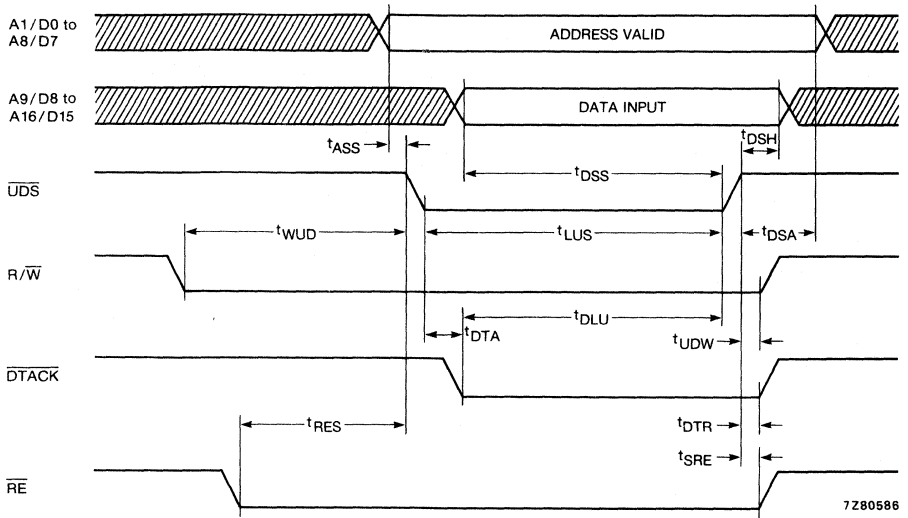 A1/D0 to
A8/D7
ADDRESS VALID
A9/D8 to
A16/D15
DATA INPUT
tASS
tDSH
UDS
tDSS
tWUD
tLUS
tDSA
R/W
tDLU
tDTA
tUDW
DTACK
tRES
tDTR
tSRE
RE
7Z80586